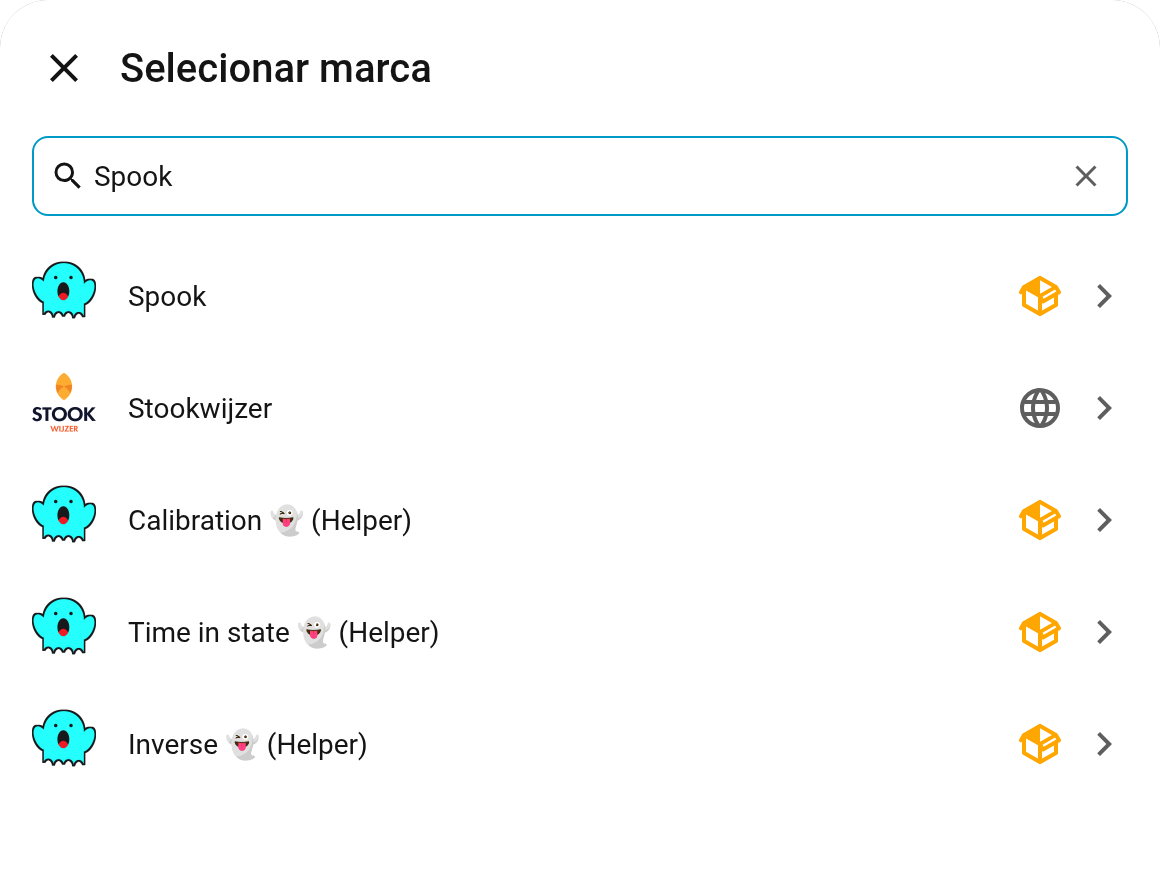 Selecionar marca
Spook
Spook
STOOK
WIJZER
Stookwijzer
Calibration 👻 (Helper)
Time in state 👻 (Helper)
Inverse 👻 (Helper)